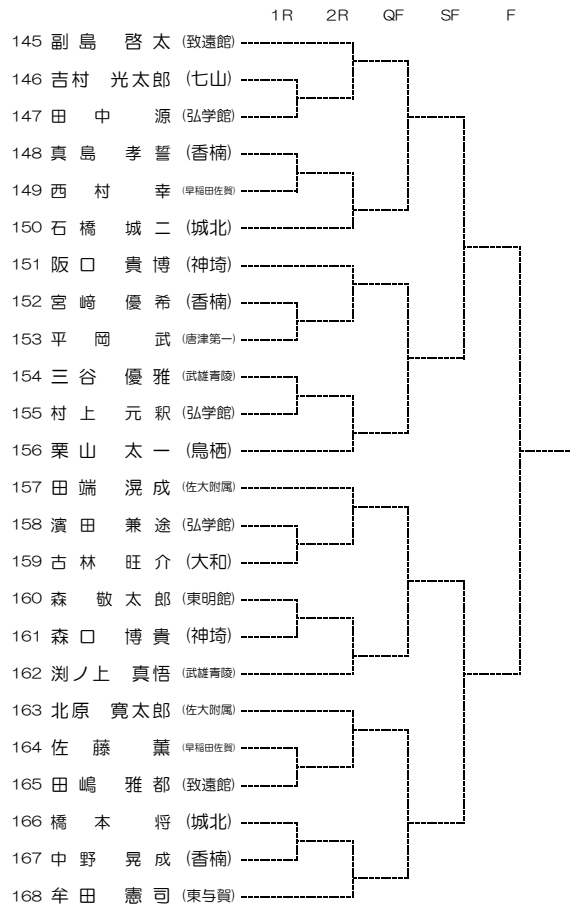 1R 2R QF SF F
145 副島 啓太 (致遠館)
146 吉村 光太郎 (七山)
147 田中 源 (弘学館)
148 真島 孝誓 (香楠)
149 西村 幸 (早稲田佐賀)
150 石橋 城二 (城北)
151 阪口 貴博 (神埼)
152 宮﨑 優希 (香楠)
153 平岡 武 (唐津第一)
154 三谷 優雅 (武雄青陵)
155 村上 元釈 (弘学館)
156 栗山 太一 (鳥栖)
157 田端 滉成 (佐大附属)
158 濱田 兼途 (弘学館)
159 古林 旺介 (大和)
160 森 敬太郎 (東明館)
161 森口 博貴 (神埼)
162 渕ノ上 真悟 (武雄青陵)
163 北原 寛太郎 (佐大附属)
164 佐藤 薫 (早稲田佐賀)
165 田嶋 雅都 (致遠館)
166 橋本 将 (城北)
167 中野 晃成 (香楠)
168 牟田 憲司 (東与賀)